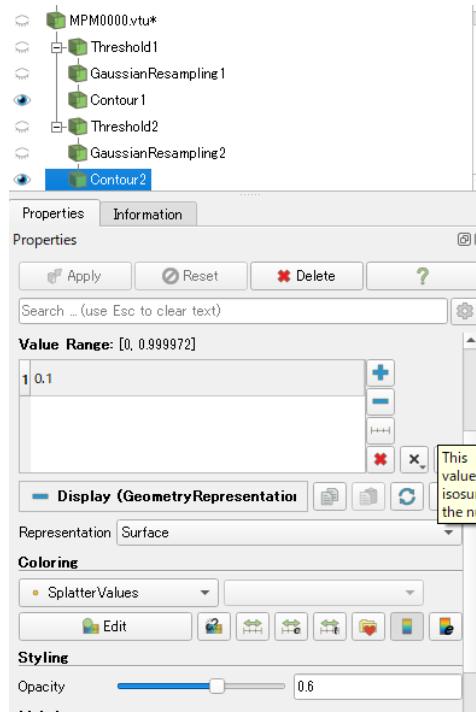 MPM0000.vtu*
Threshold1
GaussianResampling1
Contour1
Threshold2
GaussianResampling2
Contour2
Properties Information
Properties
Apply Reset Delete ?
Search ... (use Esc to clear text)
Value Range: [0, 0.999972]
1 0.1
This
value
isosu
the nu
Display (GeometryRepresentation
Representation Surface
Coloring
SplatterValues
Edit
Styling
Opacity 0.6